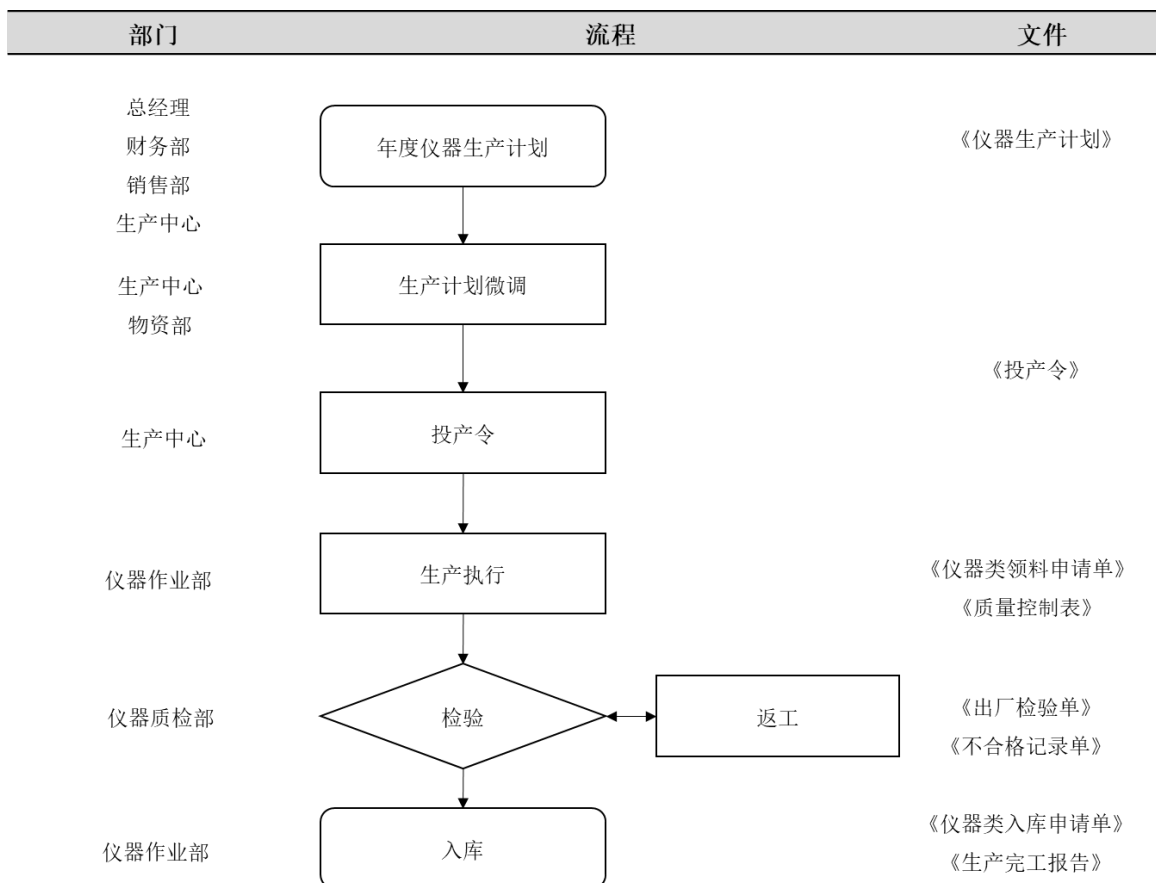 部门 流程 文件
总经理
财务部
销售部
生产中心
年度仪器生产计划
《仪器生产计划》
生产中心
物资部
生产计划微调
《投产令》
生产中心
投产令
仪器作业部
生产执行
《仪器类领料申请单》
《质量控制表》
仪器质检部
检验
返工
《出厂检验单》
《不合格记录单》
仪器作业部
入库
《仪器类入库申请单》
《生产完工报告》